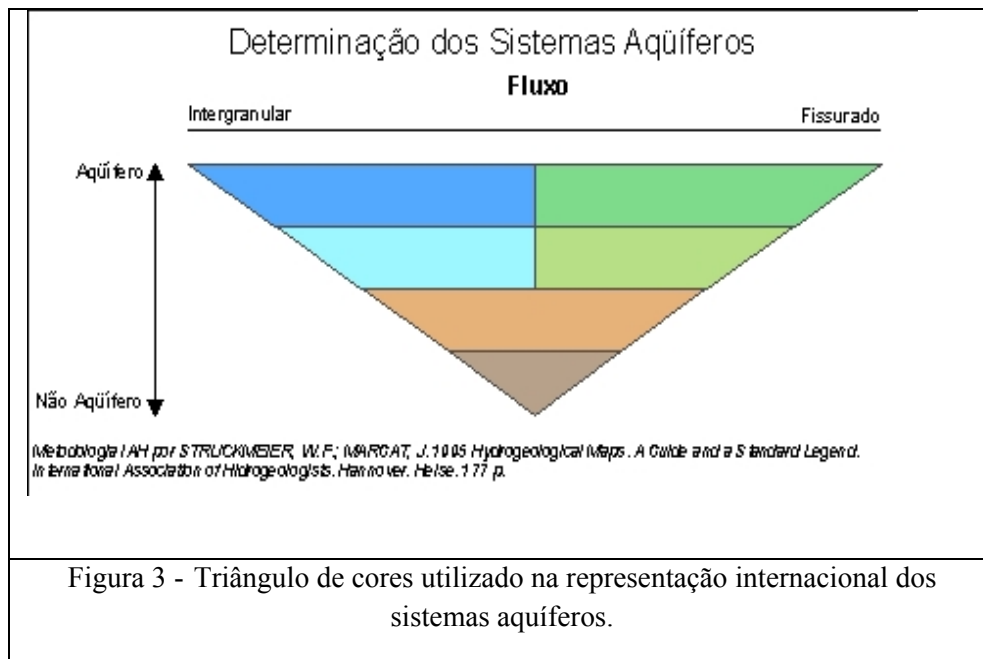 Determinação dos Sistemas Aqüíferos
Fluxo
Intergranular
Fissurado
Aqüífero
Não Aqüífero
Metodologia IAH por STRUCKMEIER, W.F.; MARGAT, J. 1995 Hydrogeological Maps. A Guide and a Standard Legend.
International Association of Hidrogeologists. Hannover. Heise. 177 p.
Figura 3 - Triângulo de cores utilizado na representação internacional dos
sistemas aquíferos.